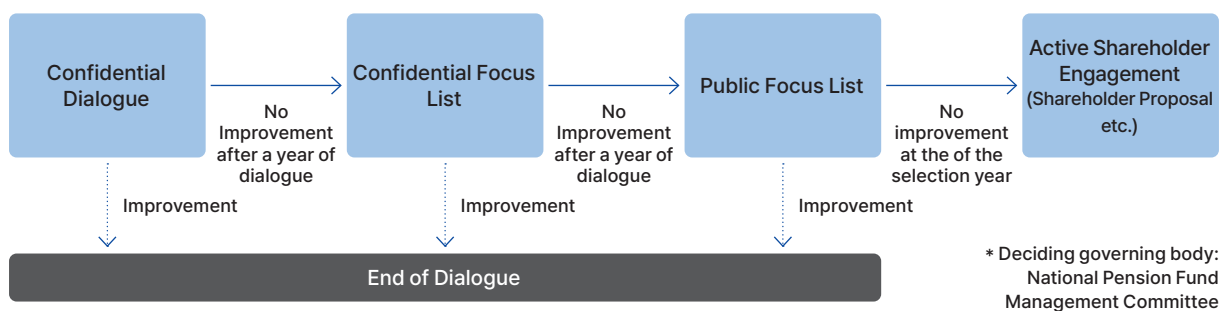 Confidential
Dialogue
No
Improvement
after a year of
dialogue
Confidential Focus
List
No
Improvement
after a year of
dialogue
Public Focus List
No
improvement
at the of the
selection year
Active Shareholder
Engagement
(Shareholder Proposal
etc.)
Improvement
Improvement
Improvement
End of Dialogue
* Deciding governing body:
National Pension Fund
Management Committee